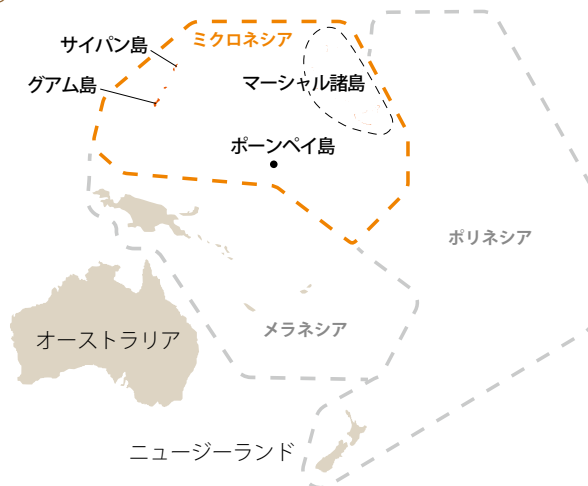 サイパン島
ミクロネシア
グアム島
マーシャル諸島
ポーンペイ島
ポリネシア
メラネシア
オーストラリア
ニュージーランド